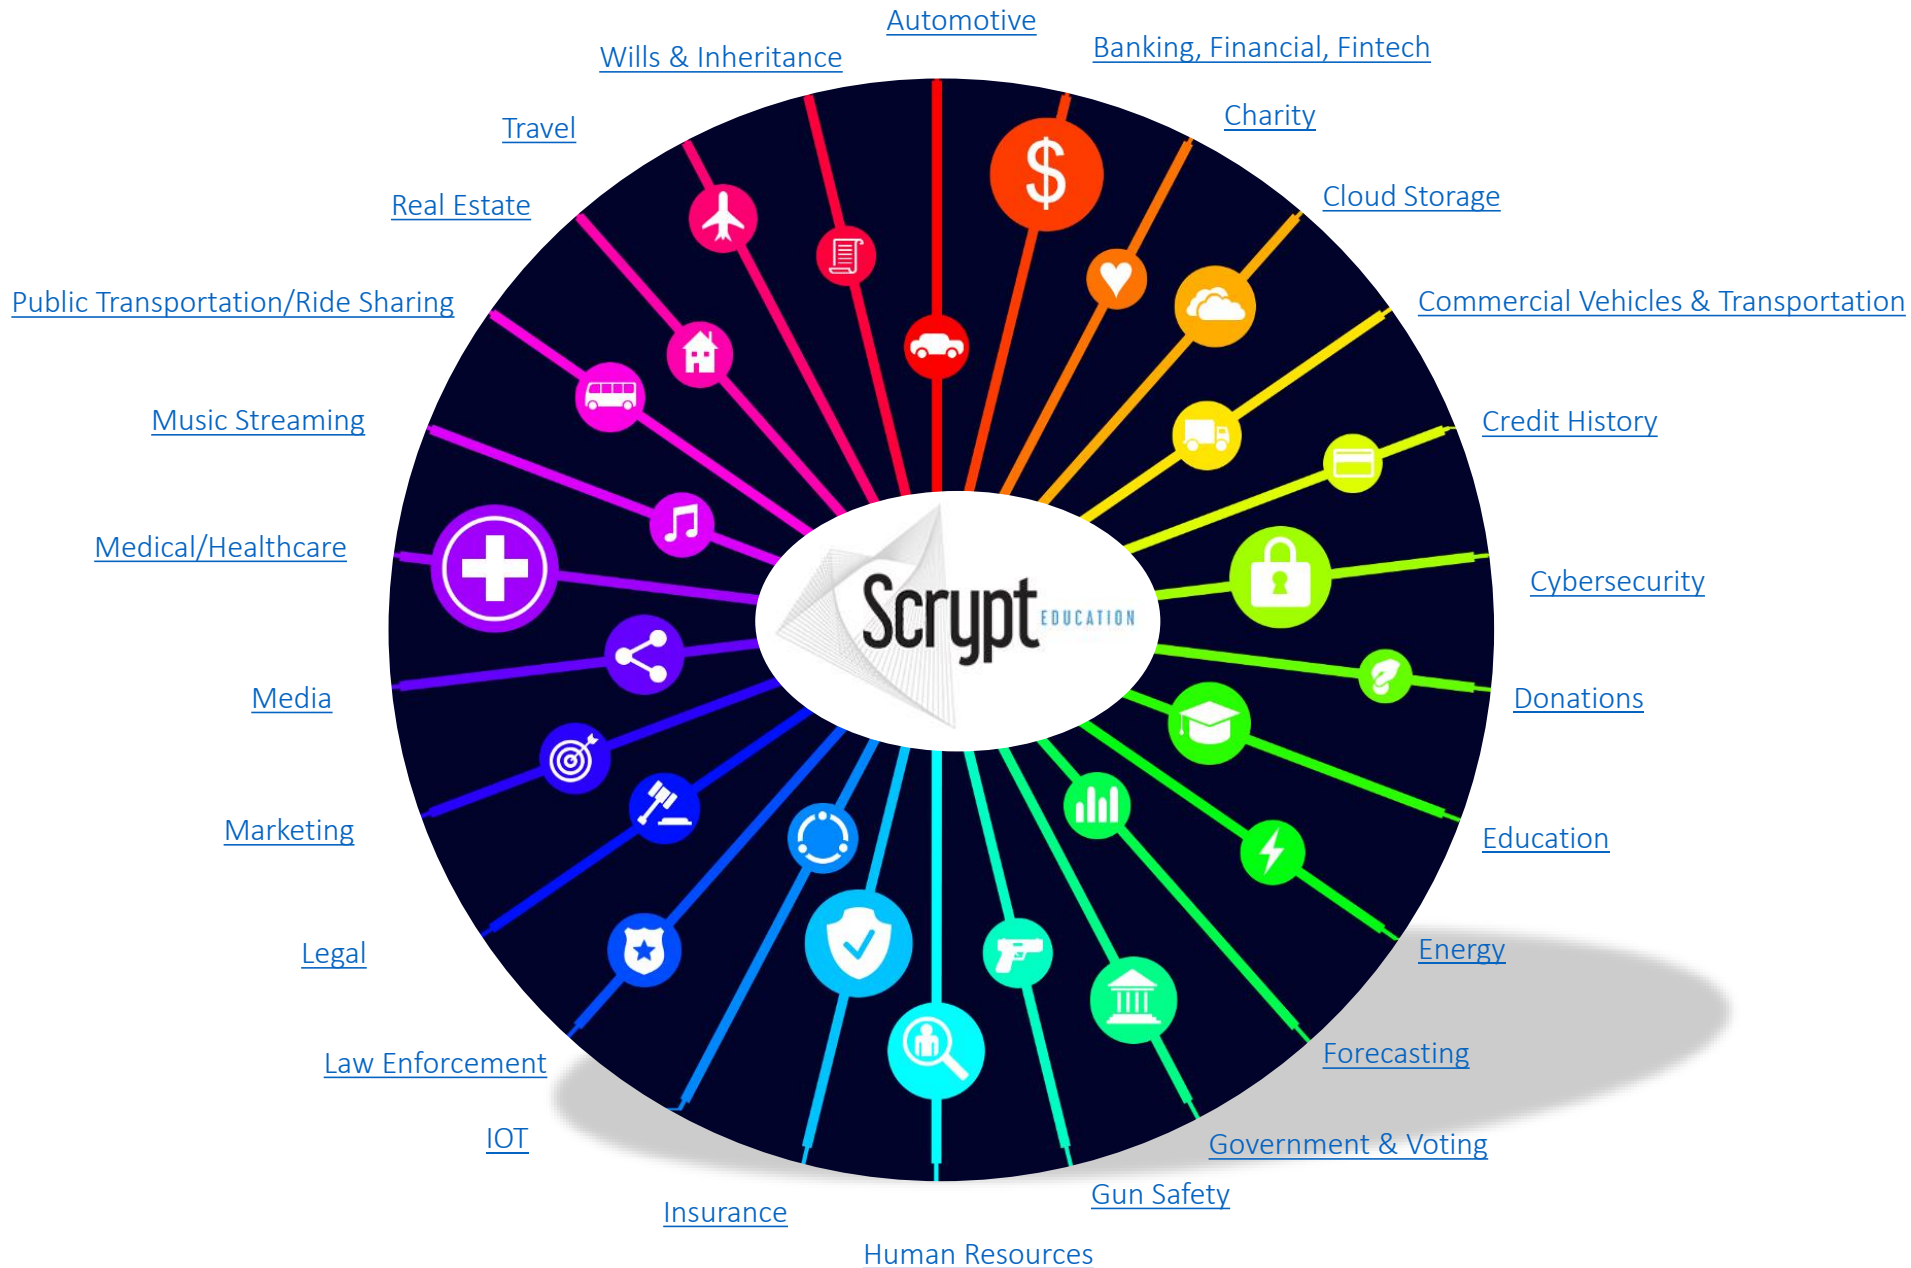 Automotive
Wills & Inheritance
Banking, Financial, Fintech
Travel
Charity
Real Estate
Cloud Storage
Public Transportation/Ride Sharing
Commercial Vehicles & Transportation
Music Streaming
Credit History
Medical/Healthcare
Cybersecurity
$
Scrypt EDUCATION
Media
Donations
Marketing
Education
Legal
Energy
Law Enforcement
Forecasting
IOT
Government & Voting
Insurance
Gun Safety
Human Resources